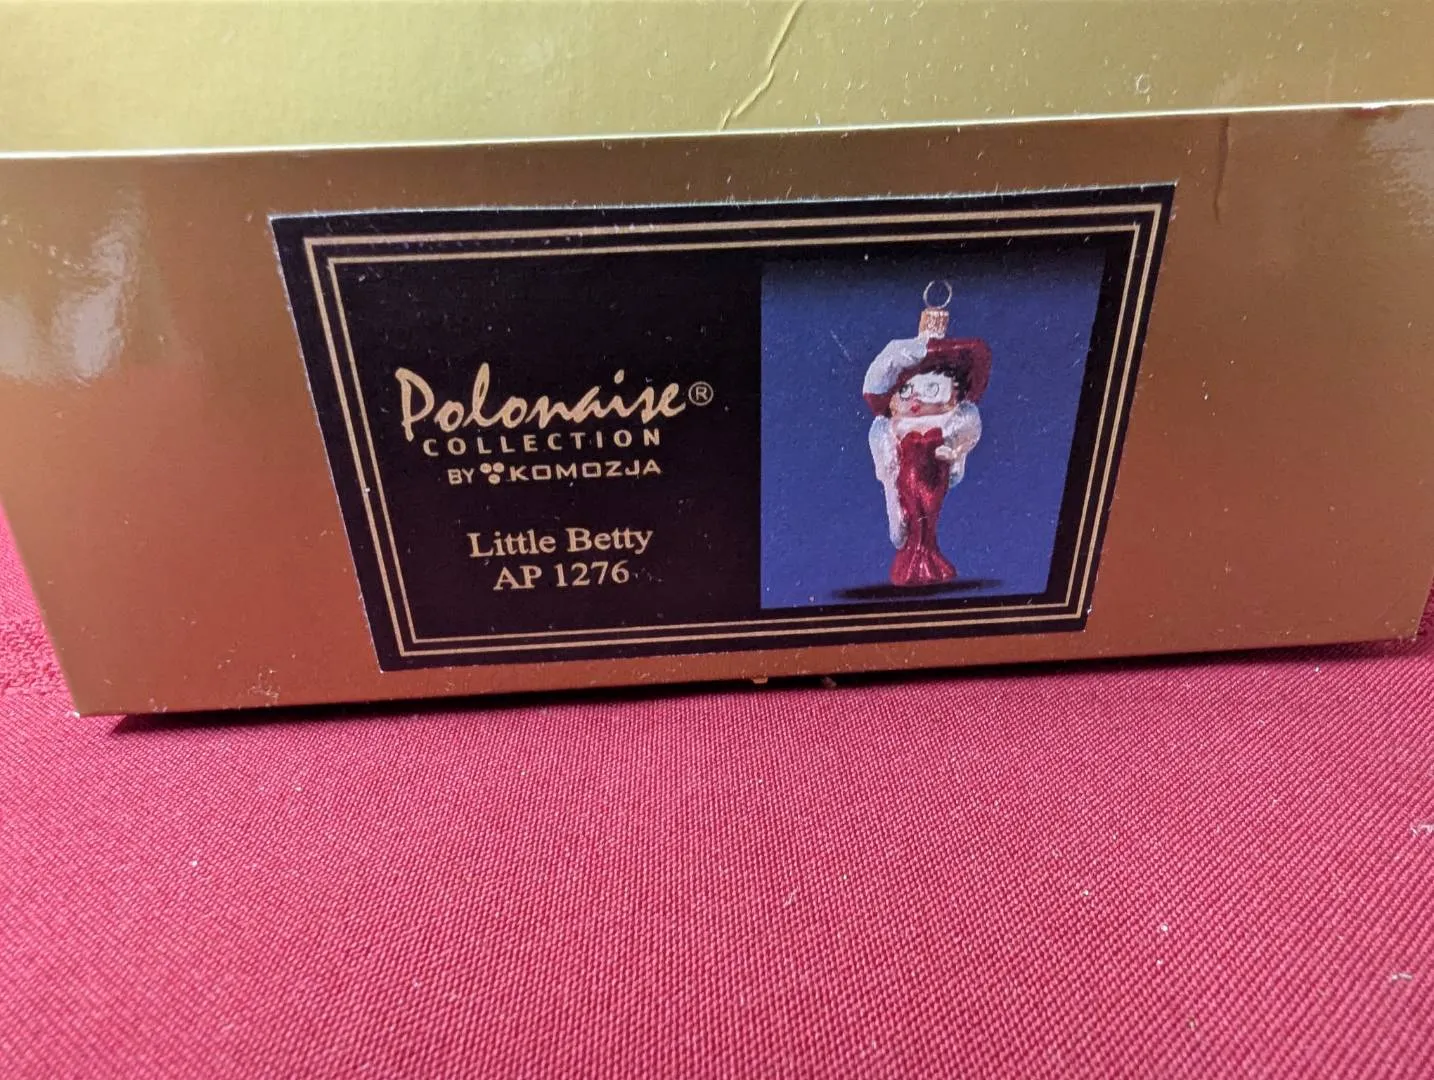 Polonaise®
COLLECTION
BY KOMOZJA
Little Betty
AP 1276